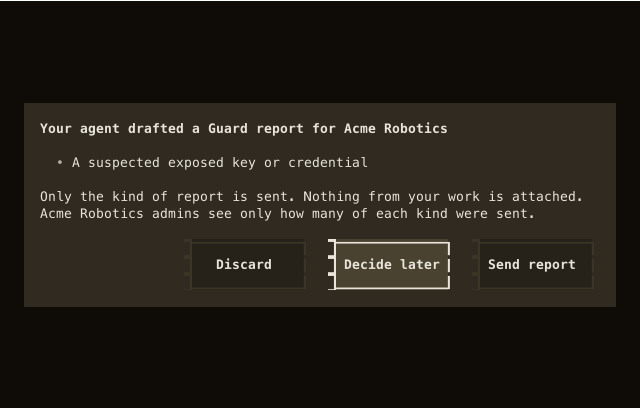 Your agent drafted a Guard report for Acme Robotics
• A suspected exposed key or credential
Only the kind of report is sent. Nothing from your work is attached.
Acme Robotics admins see only how many of each kind were sent.
Discard
Decide later
Send report